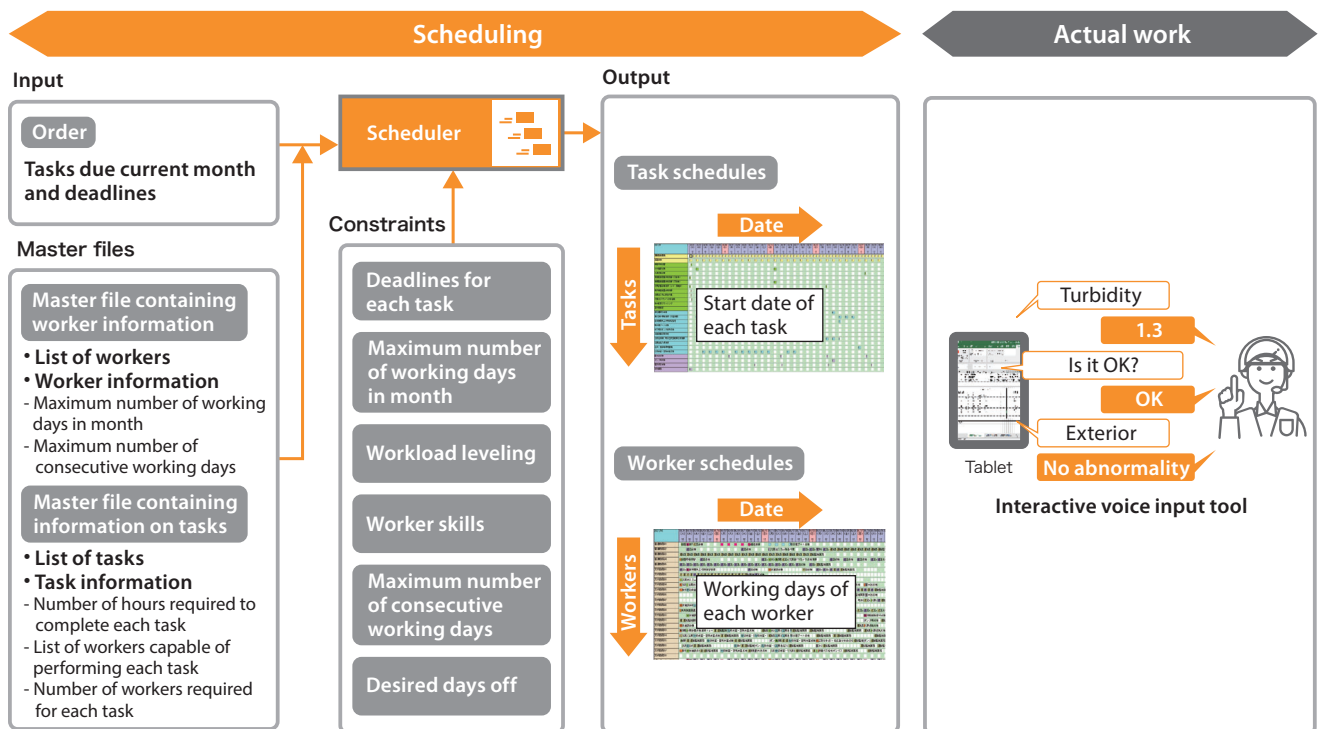 Scheduling
Actual work
Input
Order
Tasks due current month
and deadlines
Master files
Master file containing
worker information
• List of workers
• Worker information
- Maximum number of working
days in month
- Maximum number of
consecutive working days
Master file containing
information on tasks
• List of tasks
• Task information
- Number of hours required to
complete each task
- List of workers capable of
performing each task
- Number of workers required
for each task
Scheduler
Constraints
Deadlines for
each task
Maximum number
of working days
in month
Workload leveling
Worker skills
Maximum number
of consecutive
working days
Desired days off
Output
Task schedules
Date
Tasks
Start date of
each task
Worker schedules
Date
Workers
Working days of
each worker
Turbidity
1.3
Is it OK?
OK
Exterior
No abnormality
Tablet
Interactive voice input tool